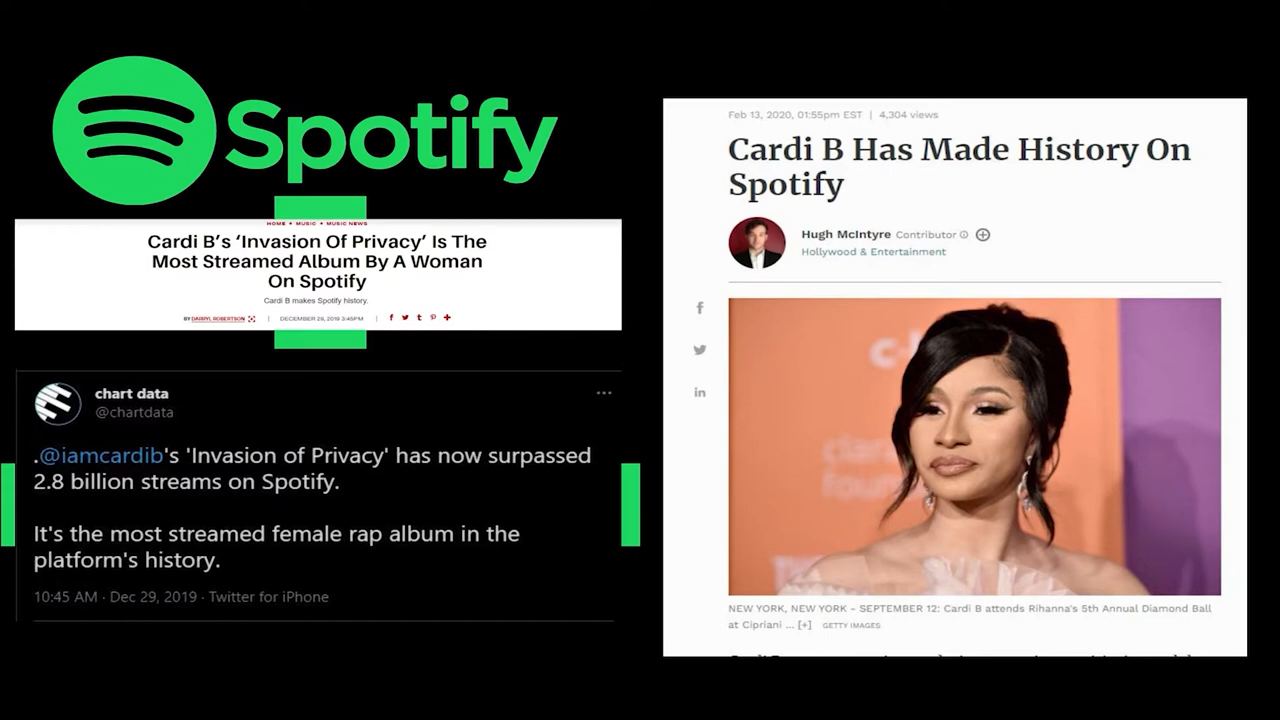 Spotify
HOME • MUSIC • MUSIC NEWS
Cardi B's 'Invasion Of Privacy' Is The
Most Streamed Album By A Woman
On Spotify
Cardi B makes Spotify history.
BY DARRYL ROBERTSON | DECEMBER 29, 2019 3:45PM |
chart data
@chartdata
.@iamcardib's 'Invasion of Privacy' has now surpassed
2.8 billion streams on Spotify.
It's the most streamed female rap album in the
platform's history.
10:45 AM · Dec 29, 2019 · Twitter for iPhone
Feb 13, 2020, 01:55pm EST | 4,304 views
Cardi B Has Made History On
Spotify
Hugh McIntyre Contributor
Hollywood & Entertainment
NEW YORK, NEW YORK – SEPTEMBER 12: Cardi B attends Rihanna's 5th Annual Diamond Ball
at Cipriani ... [+] GETTY IMAGES